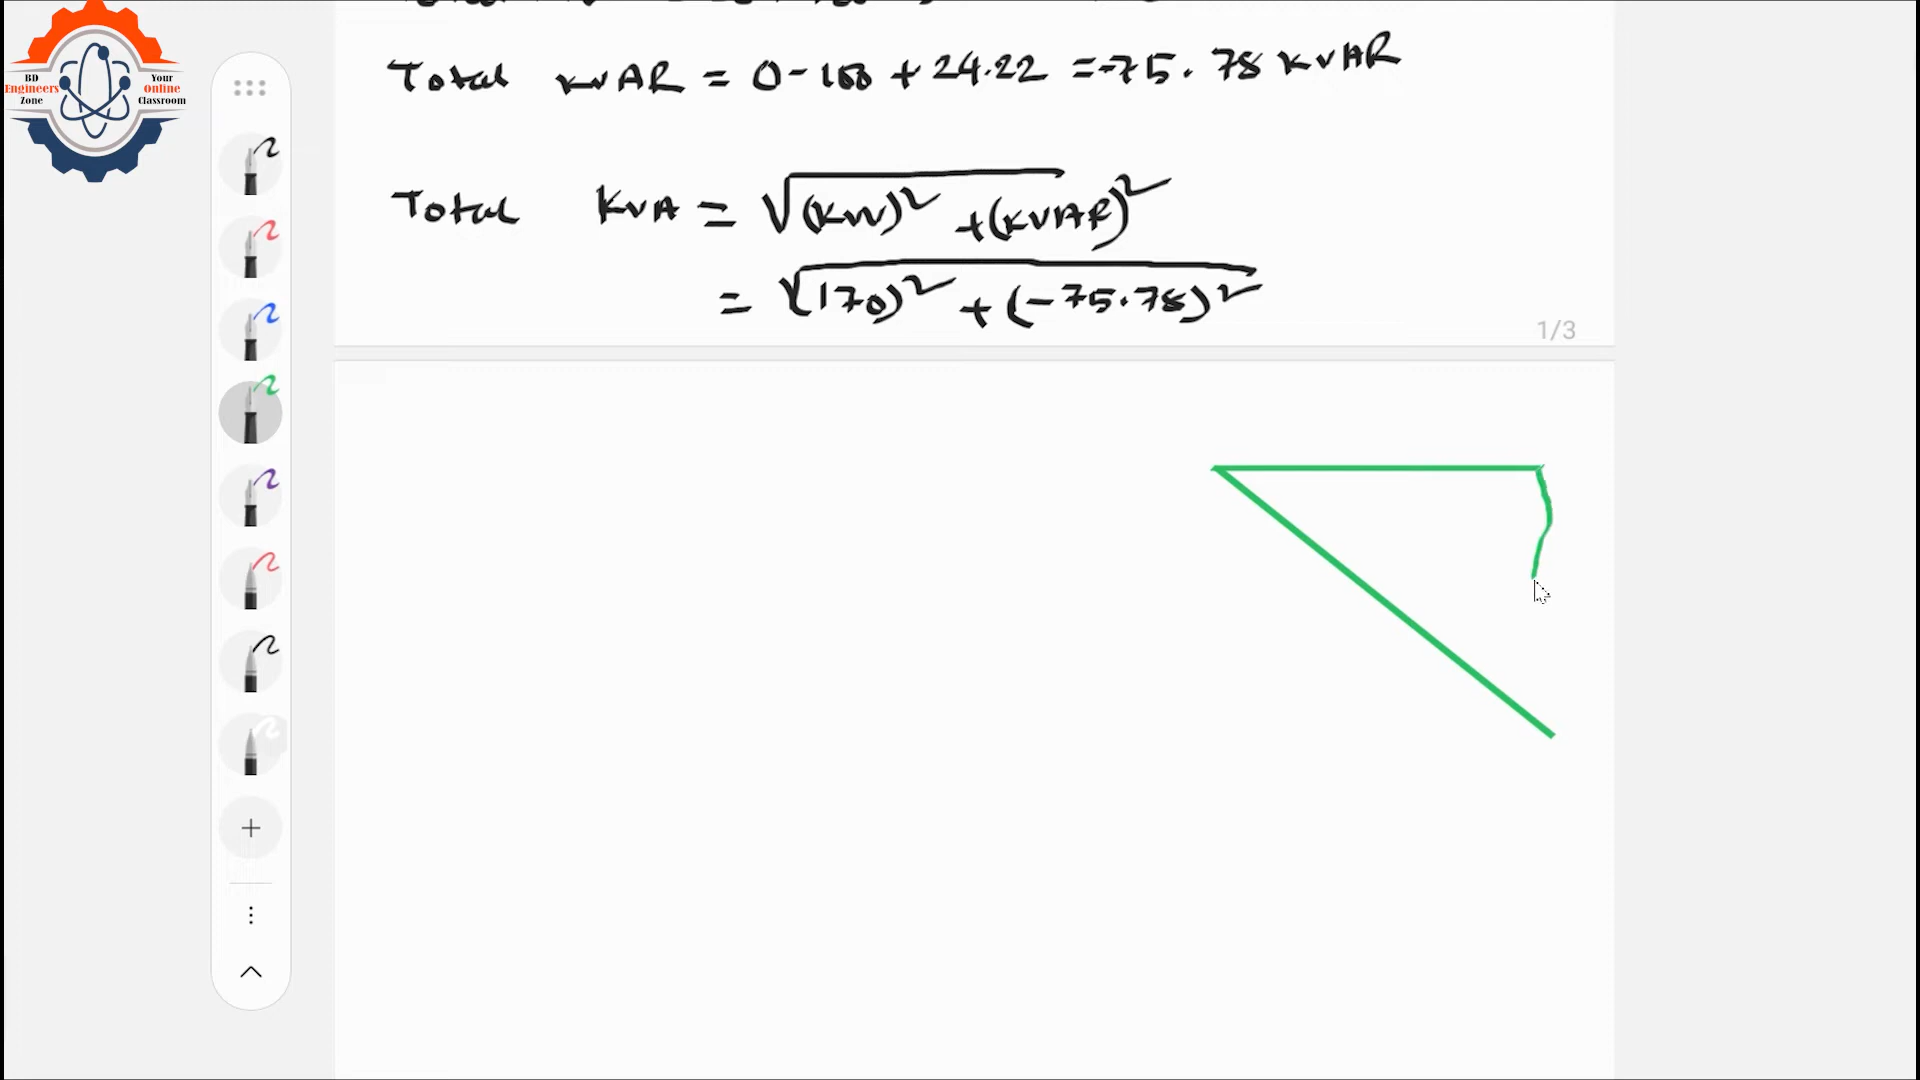 BD
Engineers
Zone
Your
Online
Classroom
Total KVAR = 0-100 + 24.22 = -75.78 KVAR
Total KVA = √(KW)² + (KVAR)²
= √(170)² + (-75.78)²
1/3